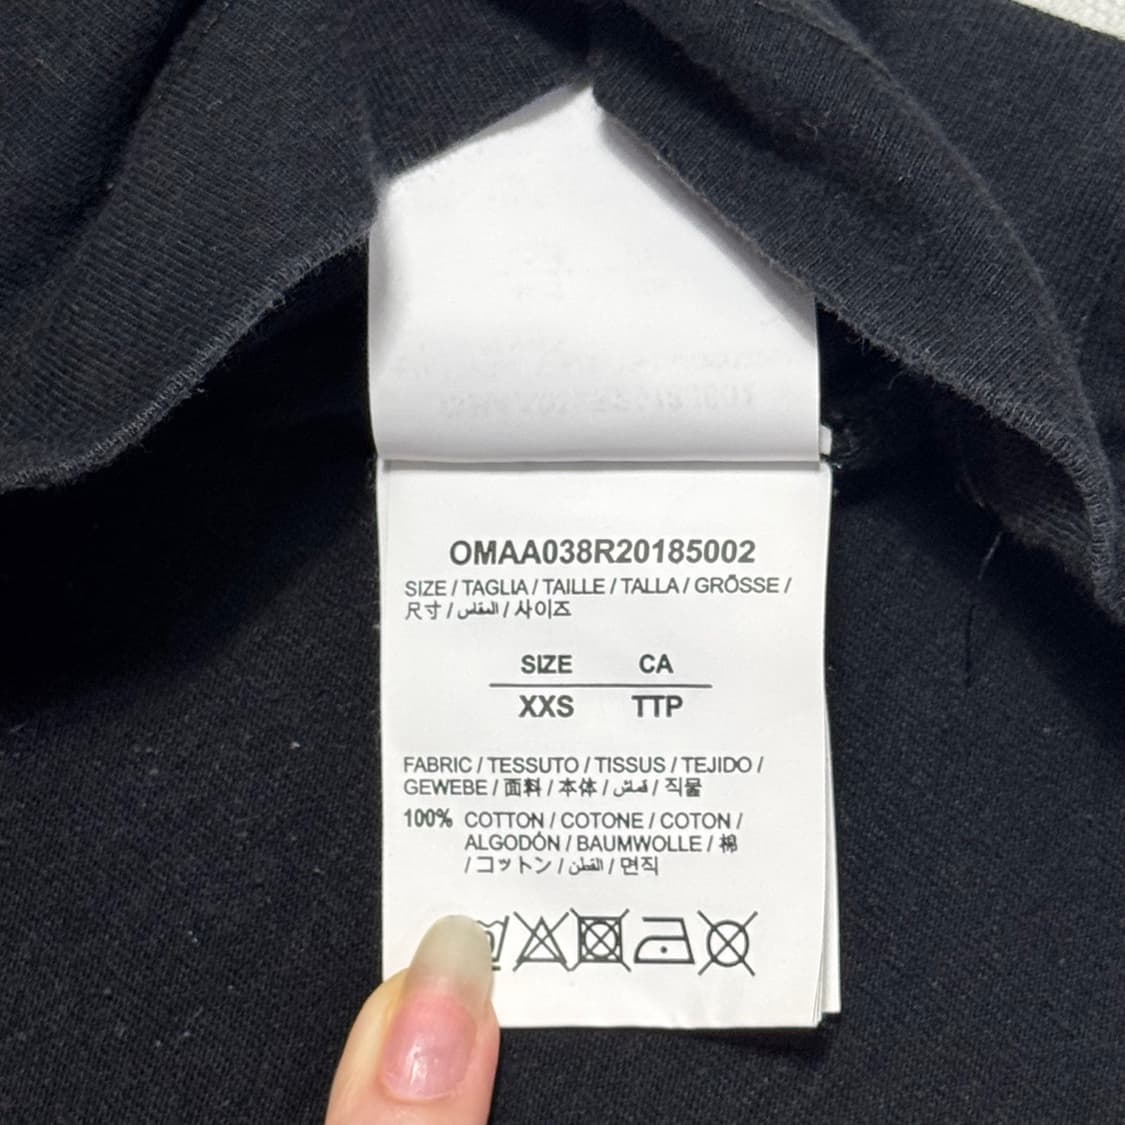 OMAA038R20185002
SIZE / TAGLIA / TAILLE / TALLA / GRÖSSE /
尺寸 / المقاس / 사이즈
SIZE CA
XXS TTP
FABRIC / TESSUTO / TISSUS / TEJIDO /
GEWEBE / 面料 / 本体 / قماش / 직물
100% COTTON / COTONE / COTON /
ALGODÓN / BAUMWOLLE / 棉
/ コットン / القطن / 면직